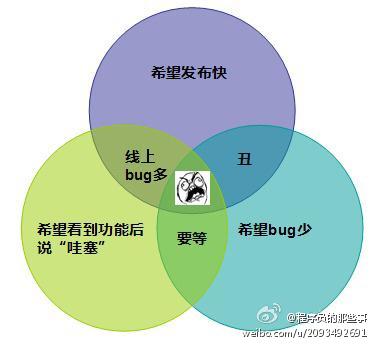 希望发布快
线上
bug多
丑
希望看到功能后
说“哇塞”
要等
希望bug少
@程序员的那些事
weibo.com/u/2093492691